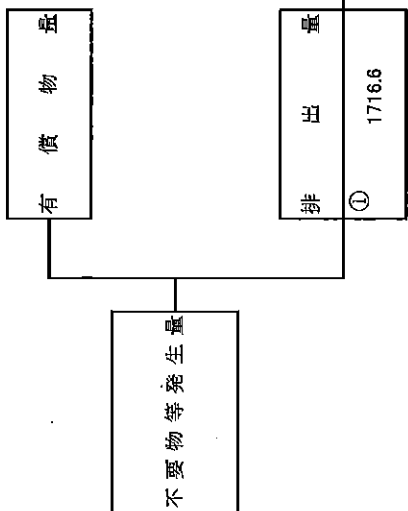 不要物等発生量
有償物量
排出量
①
1716.6